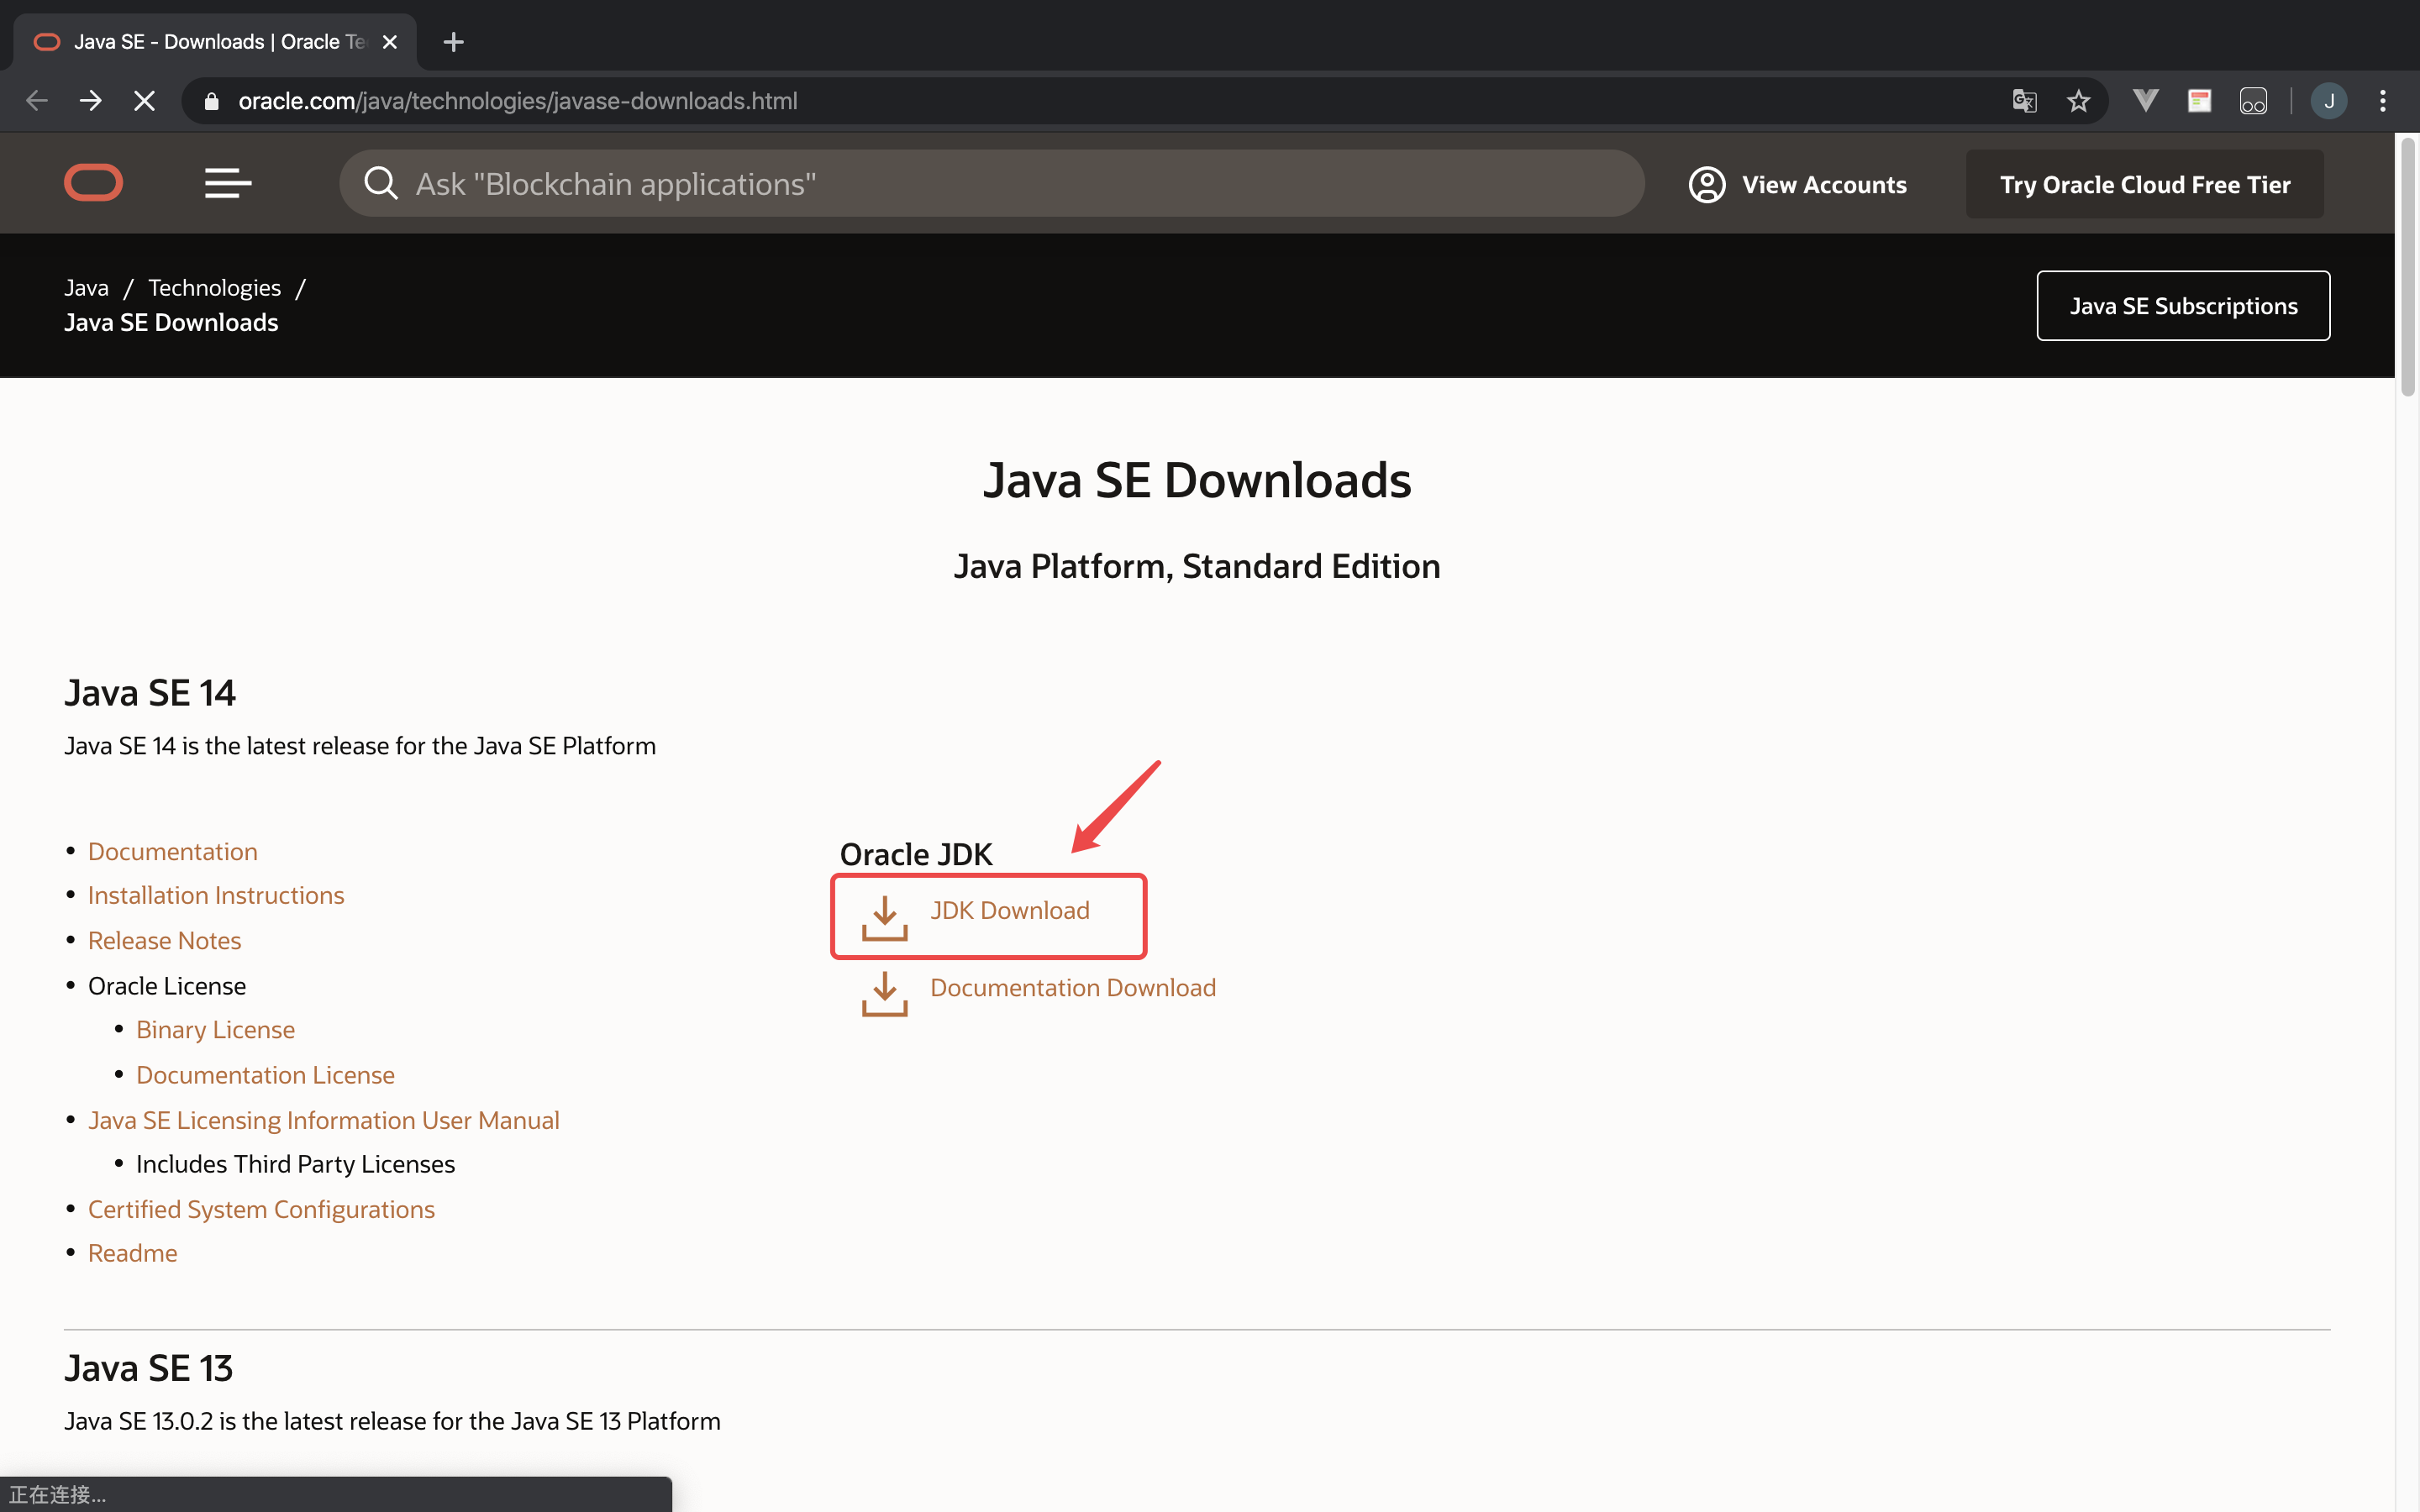 Java SE - Downloads | Oracle Te
oracle.com/java/technologies/javase-downloads.html
J
Ask "Blockchain applications"
View Accounts
Try Oracle Cloud Free Tier
Java / Technologies /
Java SE Downloads
Java SE Subscriptions
Java SE Downloads
Java Platform, Standard Edition
Java SE 14
Java SE 14 is the latest release for the Java SE Platform
• Documentation
• Installation Instructions
• Release Notes
• Oracle License
• Binary License
• Documentation License
• Java SE Licensing Information User Manual
• Includes Third Party Licenses
• Certified System Configurations
• Readme
Oracle JDK
JDK Download
Documentation Download
Java SE 13
Java SE 13.0.2 is the latest release for the Java SE 13 Platform
正在连接...